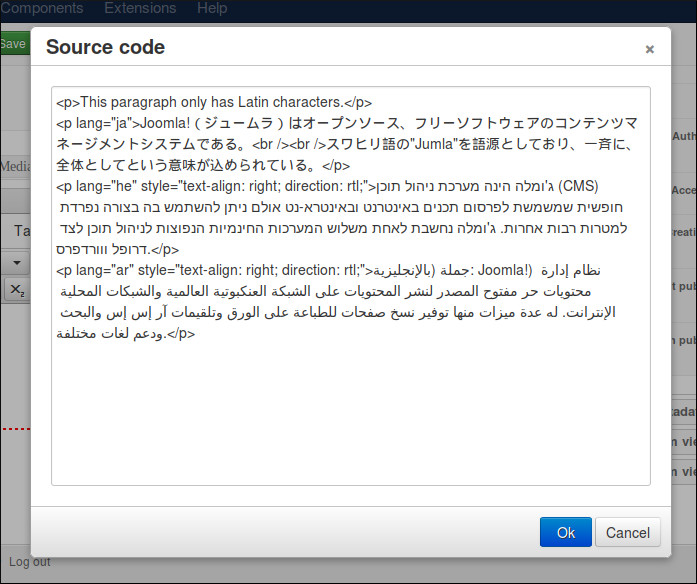 Components Extensions Help
Save
Source code
×
<p>This paragraph only has Latin characters.</p>
<p lang="ja">Joomla! ( ジュームラ ) はオープンソース、フリーソフトウェアのコンテンツマ
ネージメントシステムである。<br /><br />スワヒリ語の"Jumla"を語源としており、一斉に、
全体としてという意味が込められている。</p>
<p lang="he" style="text-align: right; direction: rtl;">ג'ומלה הינה מערכת ניהול תוכן (CMS)
חופשית שמשמשת לפרסום תכנים באינטרנט ובאינטרא-נט אולם ניתן להשתמש בה בצורה נפרדת
למטרות רבות אחרות. ג'ומלה נחשבת לאחת משלוש המערכות החינמיות הנפוצות לניהול תוכן לצד
דרופל ווורדפרס.</p>
<p lang="ar" style="text-align: right; direction: rtl;">جملة (بالإنجليزية: Joomla!) نظام إدارة
محتويات حر مفتوح المصدر لنشر المحتويات على الشبكة العنكبوتية العالمية والشبكات المحلية
الإنترانت. له عدة ميزات منها توفير نسخ صفحات للطباعة على الورق وتلقيمات آر إس إس والبحث
ودعم لغات مختلفة.</p>
Media
Ta
X₂
Auth
Acce
reati
t pub
n pub
tadat
n vie
n vie
Ok Cancel
Log out